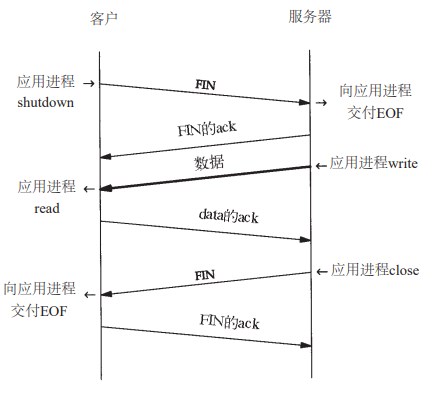 客户
服务器
应用进程
shutdown
FIN
向应用进程
交付EOF
FIN的ack
数据
应用进程write
应用进程
read
data的ack
FIN
应用进程close
向应用进程
交付EOF
FIN的ack